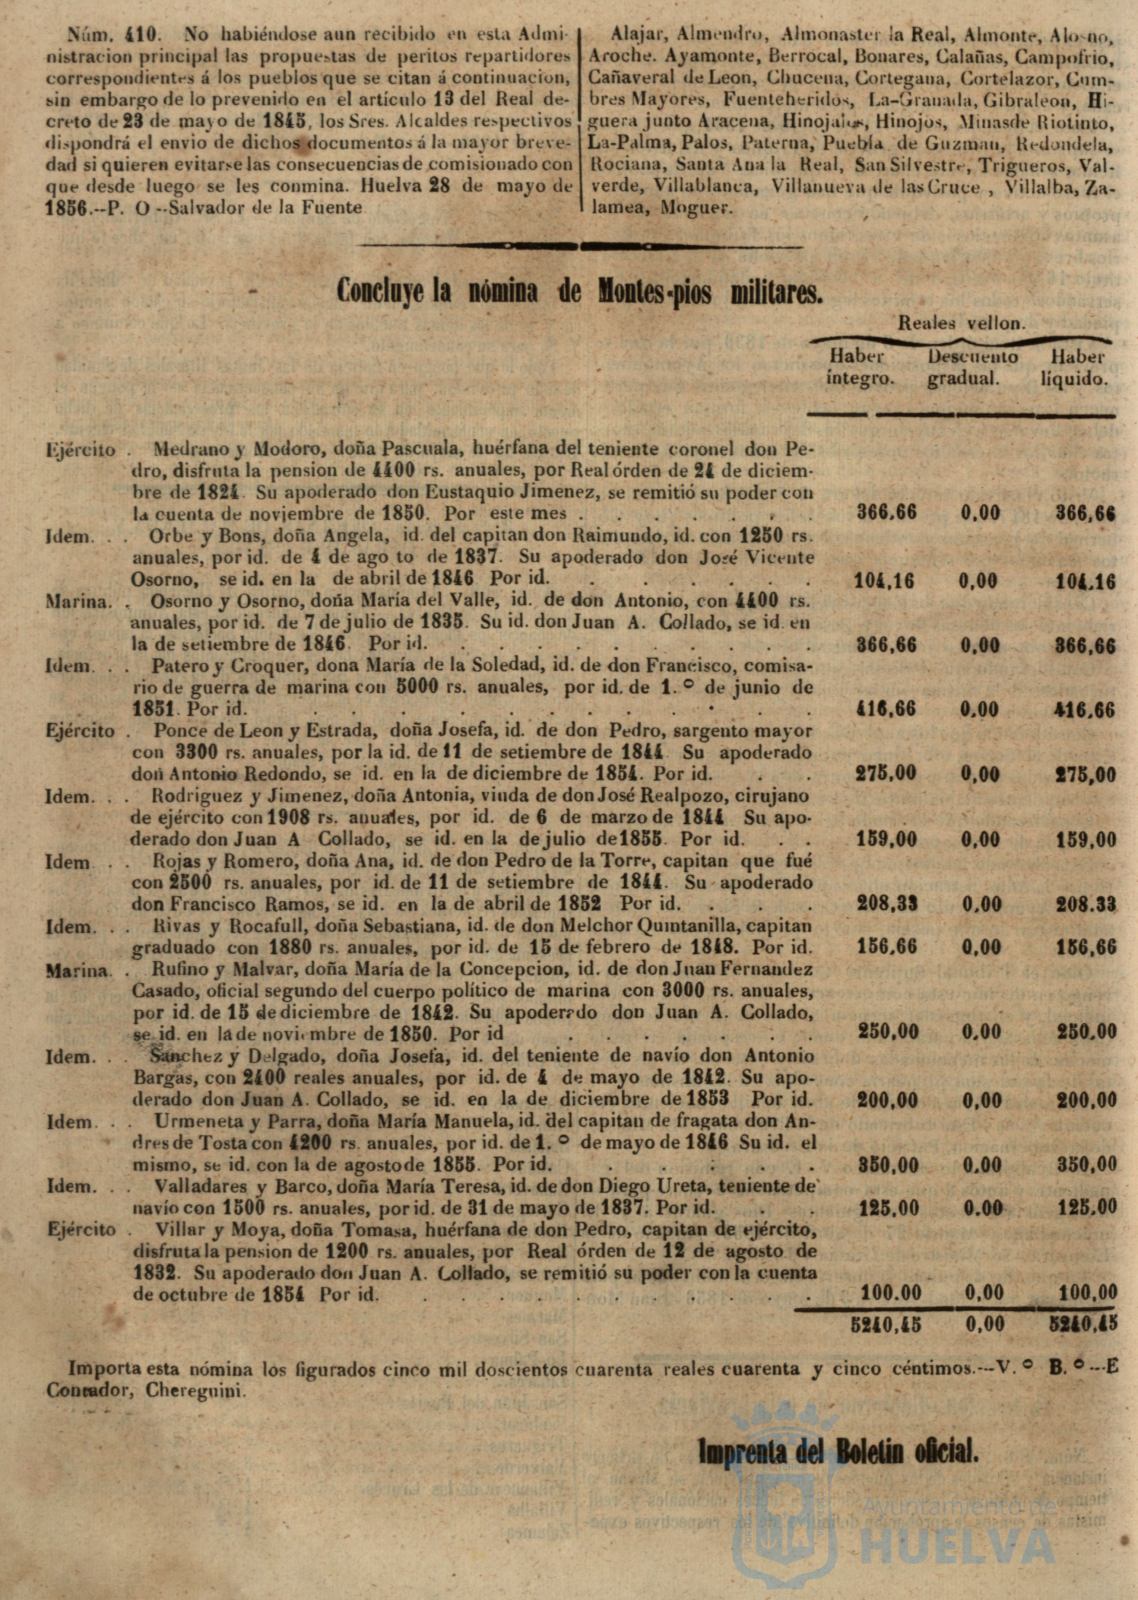 Núm. 410. No habiéndose aun recibido en esta Admi-
nistracion principal las propuestas de peritos repartidores
correspondientes á los pueblos que se citan á continuacion,
sin embargo de lo prevenido en el artículo 13 del Real de-
creto de 23 de mayo de 1845, los Sres. Alcaldes respectivos
dispondrá el envio de dichos documentos á la mayor breve-
dad si quieren evitarse las consecuencias de comisionado con
que desde luego se les conmina. Huelva 28 de mayo de
1856.--P. O--Salvador de la Fuente
Alajar, Almendro, Almonaster la Real, Almonte, Alosno,
Aroche. Ayamonte, Berrocal, Bonares, Calañas, Campofrio,
Cañaveral de Leon, Chucena, Cortegana, Cortelazor, Cum-
bres Mayores, Fuenteheridos, La-Granada, Gibraleon, Hi-
guera junto Aracena, Hinojales, Hinojos, Minasde Riotinto,
La-Palma, Palos, Paterna, Puebla de Guzman, Redondela,
Rociana, Santa Ana la Real, San Silvestre, Trigueros, Val-
verde, Villablanca, Villanueva de las Cruce , Villalba, Za-
lamea, Moguer.
Concluye la nómina de Montes-pios militares.
Reales vellon.
Haber Descuento Haber
íntegro. gradual. líquido.
Ejército . Medrano y Modoro, doña Pascuala, huérfana del teniente coronel don Pe-
dro, disfruta la pension de 4400 rs. anuales, por Real órden de 24 de diciem-
bre de 1824. Su apoderado don Eustaquio Jimenez, se remitió su poder con
la cuenta de noviembre de 1850. Por este mes . . . . . . . 366,66 0,00 366,66
Idem. . . Orbe y Bons, doña Angela, id. del capitan don Raimundo, id. con 1250 rs.
anuales, por id. de 4 de ago to de 1837. Su apoderado don José Vicente
Osorno, se id. en la de abril de 1846 Por id. . . . . . . 104,16 0,00 104.16
Marina. . Osorno y Osorno, doña María del Valle, id. de don Antonio, con 4400 rs.
anuales, por id. de 7 de julio de 1835. Su id. don Juan A. Collado, se id. en
la de setiembre de 1846. Por id. . . . . . . . . . 366,66 0,00 366,66
Idem. . . Patero y Croquer, dona María de la Soledad, id. de don Francisco, comisa-
rio de guerra de marina con 5000 rs. anuales, por id. de 1.º de junio de
1851. Por id. . . . . . . . . . . . 416,66 0.00 416.66
Ejército . Ponce de Leon y Estrada, doña Josefa, id. de don Pedro, sargento mayor
con 3300 rs. anuales, por la id. de 11 de setiembre de 1844 Su apoderado
don Antonio Redondo, se id. en la de diciembre de 1854. Por id. . . 275,00 0,00 275,00
Idem. . . Rodriguez y Jimenez, doña Antonia, viuda de don José Realpozo, cirujano
de ejército con 1908 rs. anuales, por id. de 6 de marzo de 1844 Su apo-
derado don Juan A Collado, se id. en la de julio de 1855. Por id. . . 159,00 0,00 159,00
Idem . . Rojas y Romero, doña Ana, id. de don Pedro de la Torre, capitan que fué
con 2500 rs. anuales, por id. de 11 de setiembre de 1844. Su apoderado
don Francisco Ramos, se id. en la de abril de 1852 Por id. . . . 208,33 0,00 208.33
Idem. . . Rivas y Rocafull, doña Sebastiana, id. de don Melchor Quintanilla, capitan
graduado con 1880 rs. anuales, por id. de 15 de febrero de 1848. Por id. 156,66 0,00 156,66
Marina. . Rufino y Malvar, doña María de la Concepcion, id. de don Juan Fernandez
Casado, oficial segundo del cuerpo político de marina con 3000 rs. anuales,
por id. de 15 de diciembre de 1842. Su apoderado don Juan A. Collado,
se id. en la de noviembre de 1850. Por id . . . . . . . 250,00 0,00 250,00
Idem. . . Sanchez y Delgado, doña Josefa, id. del teniente de navío don Antonio
Bargas, con 2400 reales anuales, por id. de 4 de mayo de 1842. Su apo-
derado don Juan A. Collado, se id. en la de diciembre de 1853 Por id. 200,00 0,00 200,00
Idem. . . Urmeneta y Parra, doña María Manuela, id. del capitan de fragata don An-
dres de Tosta con 4200 rs. anuales, por id. de 1.º de mayo de 1846 Su id. el
mismo, se id. con la de agosto de 1855. Por id. . . . . . 350,00 0.00 350,00
Idem. . . Valladares y Barco, doña María Teresa, id. de don Diego Ureta, teniente de
navío con 1500 rs. anuales, por id. de 31 de mayo de 1837. Por id. . . 125,00 0.00 125,00
Ejército . Villar y Moya, doña Tomasa, huérfana de don Pedro, capitan de ejército,
disfruta la pension de 1200 rs. anuales, por Real órden de 12 de agosto de
1832. Su apoderado don Juan A. Collado, se remitió su poder con la cuenta
de octubre de 1854 Por id. . . . . . . . . . . 100.00 0,00 100,00
5240,45 0,00 5240,45
Importa esta nómina los figurados cinco mil doscientos cuarenta reales cuarenta y cinco céntimos.--V.º B.º--E
Contador, Chereguini.
Imprenta del Boletin oficial.
Ayuntamiento de
HUELVA